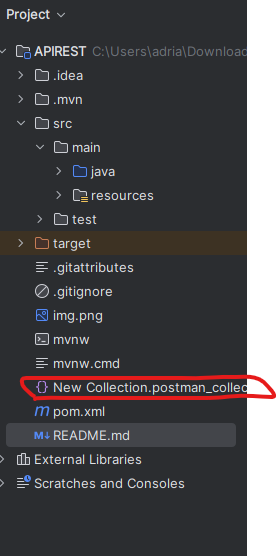 Project
APIREST C:\Users\adria\Download
.idea
.mvn
src
main
java
resources
test
target
.gitattributes
.gitignore
img.png
mvnw
mvnw.cmd
New Collection.postman_collec
pom.xml
M↓ README.md
External Libraries
Scratches and Consoles